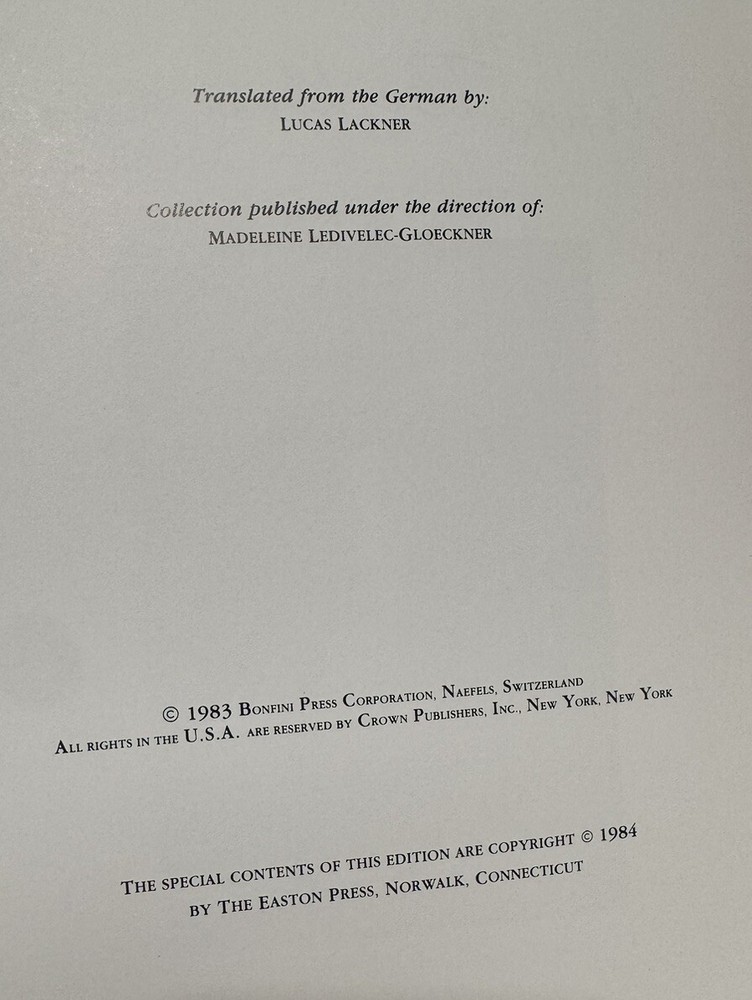 Translated from the German by:
LUCAS LACKNER
Collection published under the direction of:
MADELEINE LEDIVELEC-GLOECKNER
© 1983 BONFINI PRESS CORPORATION, NAEFELS, SWITZERLAND
ALL RIGHTS IN THE U.S.A. ARE RESERVED BY CROWN PUBLISHERS, INC., NEW YORK, NEW YORK
THE SPECIAL CONTENTS OF THIS EDITION ARE COPYRIGHT © 1984
BY THE EASTON PRESS, NORWALK, CONNECTICUT